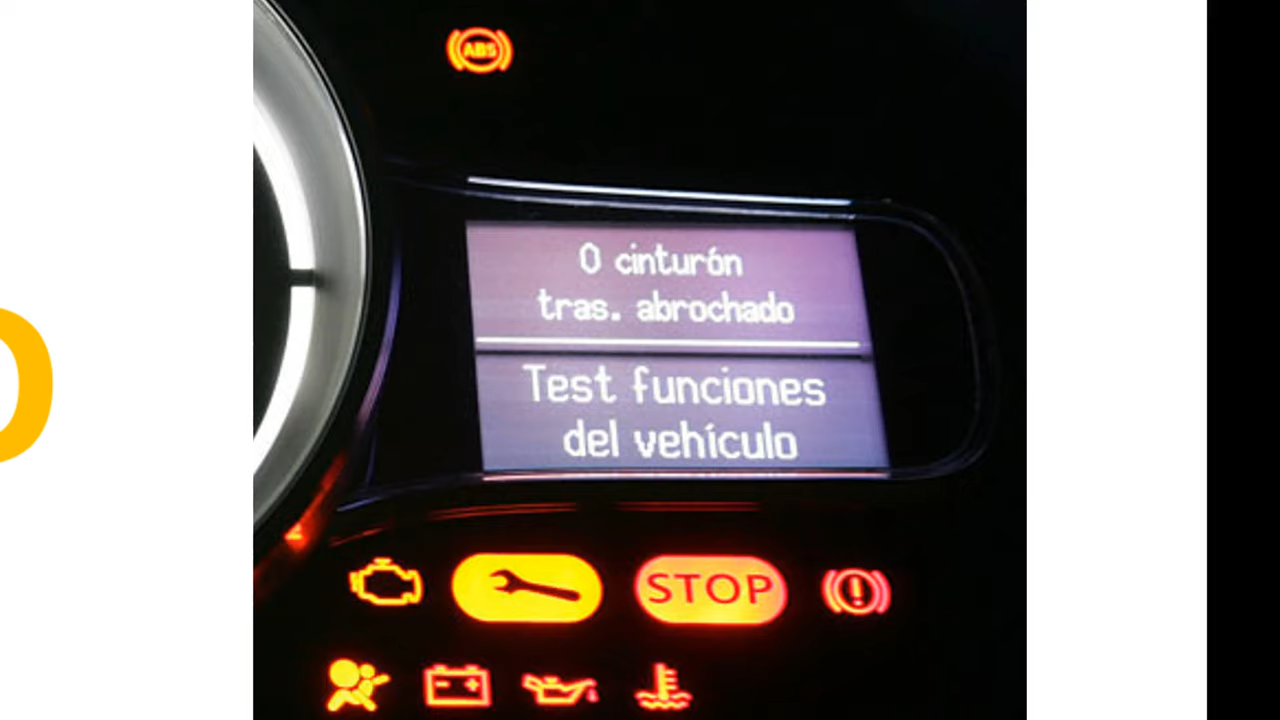 ABS
0 cinturón
tras. abrochado
Test funciones
del vehículo
STOP